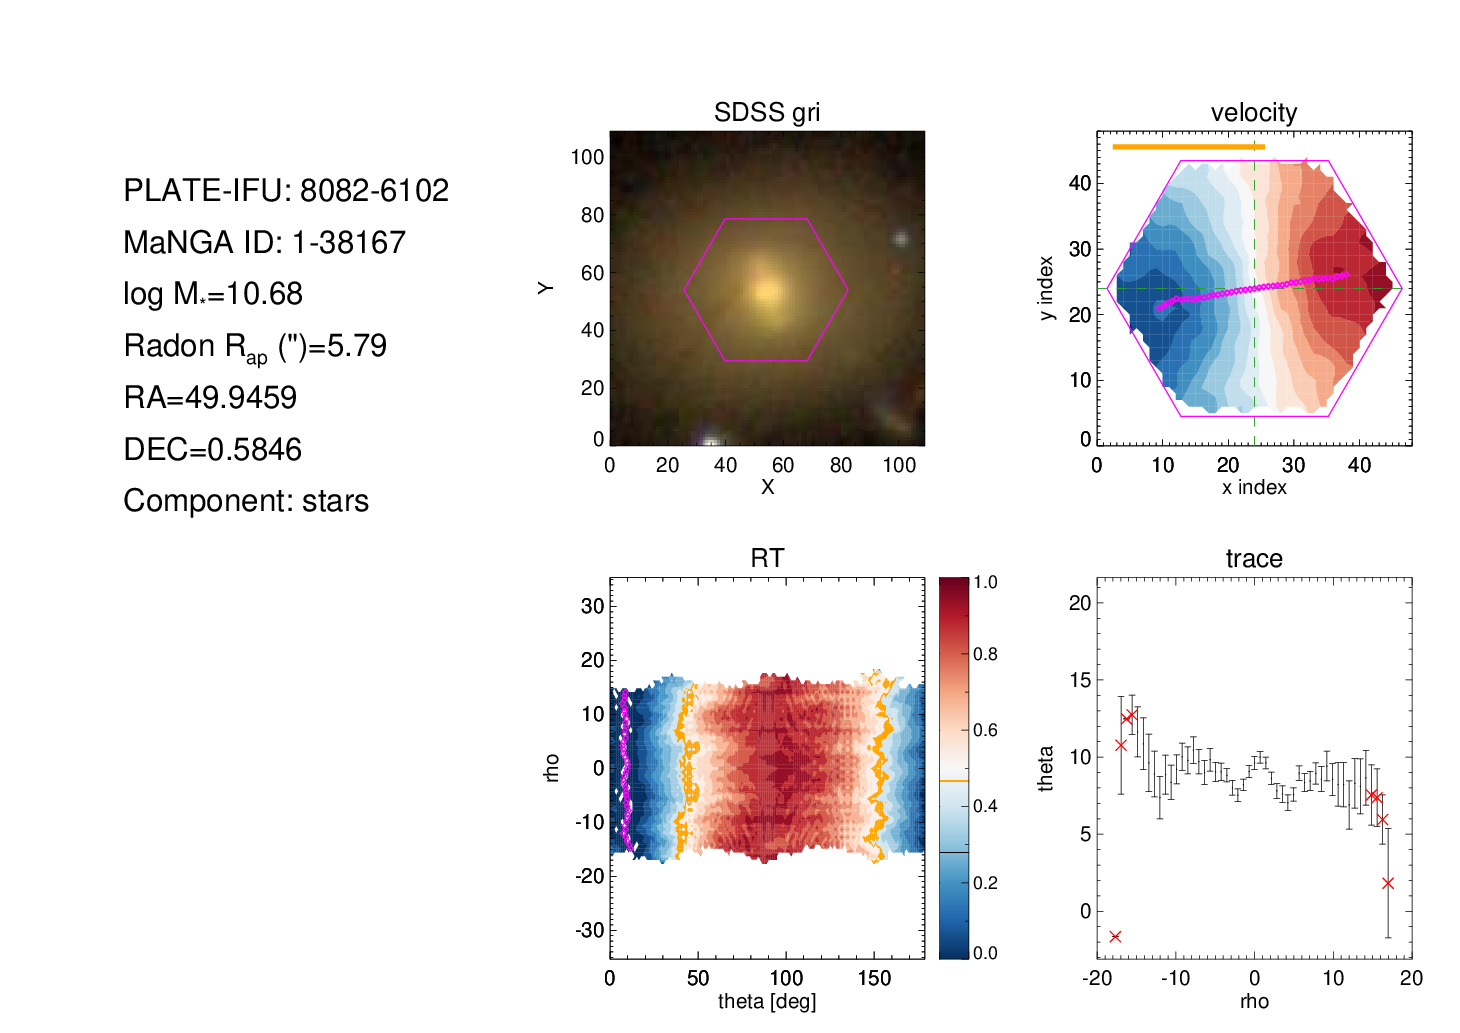 PLATE-IFU: 8082-6102
MaNGA ID: 1-38167
log M*=10.68
Radon Rap (")=5.79
RA=49.9459
DEC=0.5846
Component: stars
SDSS gri
100
80
60
40
20
0
Y
0 20 40 60 80 100
X
velocity
40
30
20
10
0
y index
0 10 20 30 40
x index
RT
30
20
10
0
-10
-20
-30
rho
0 50 100 150
theta [deg]
1.0
0.8
0.6
0.4
0.2
0.0
trace
20
15
10
5
0
theta
-20 -10 0 10 20
rho